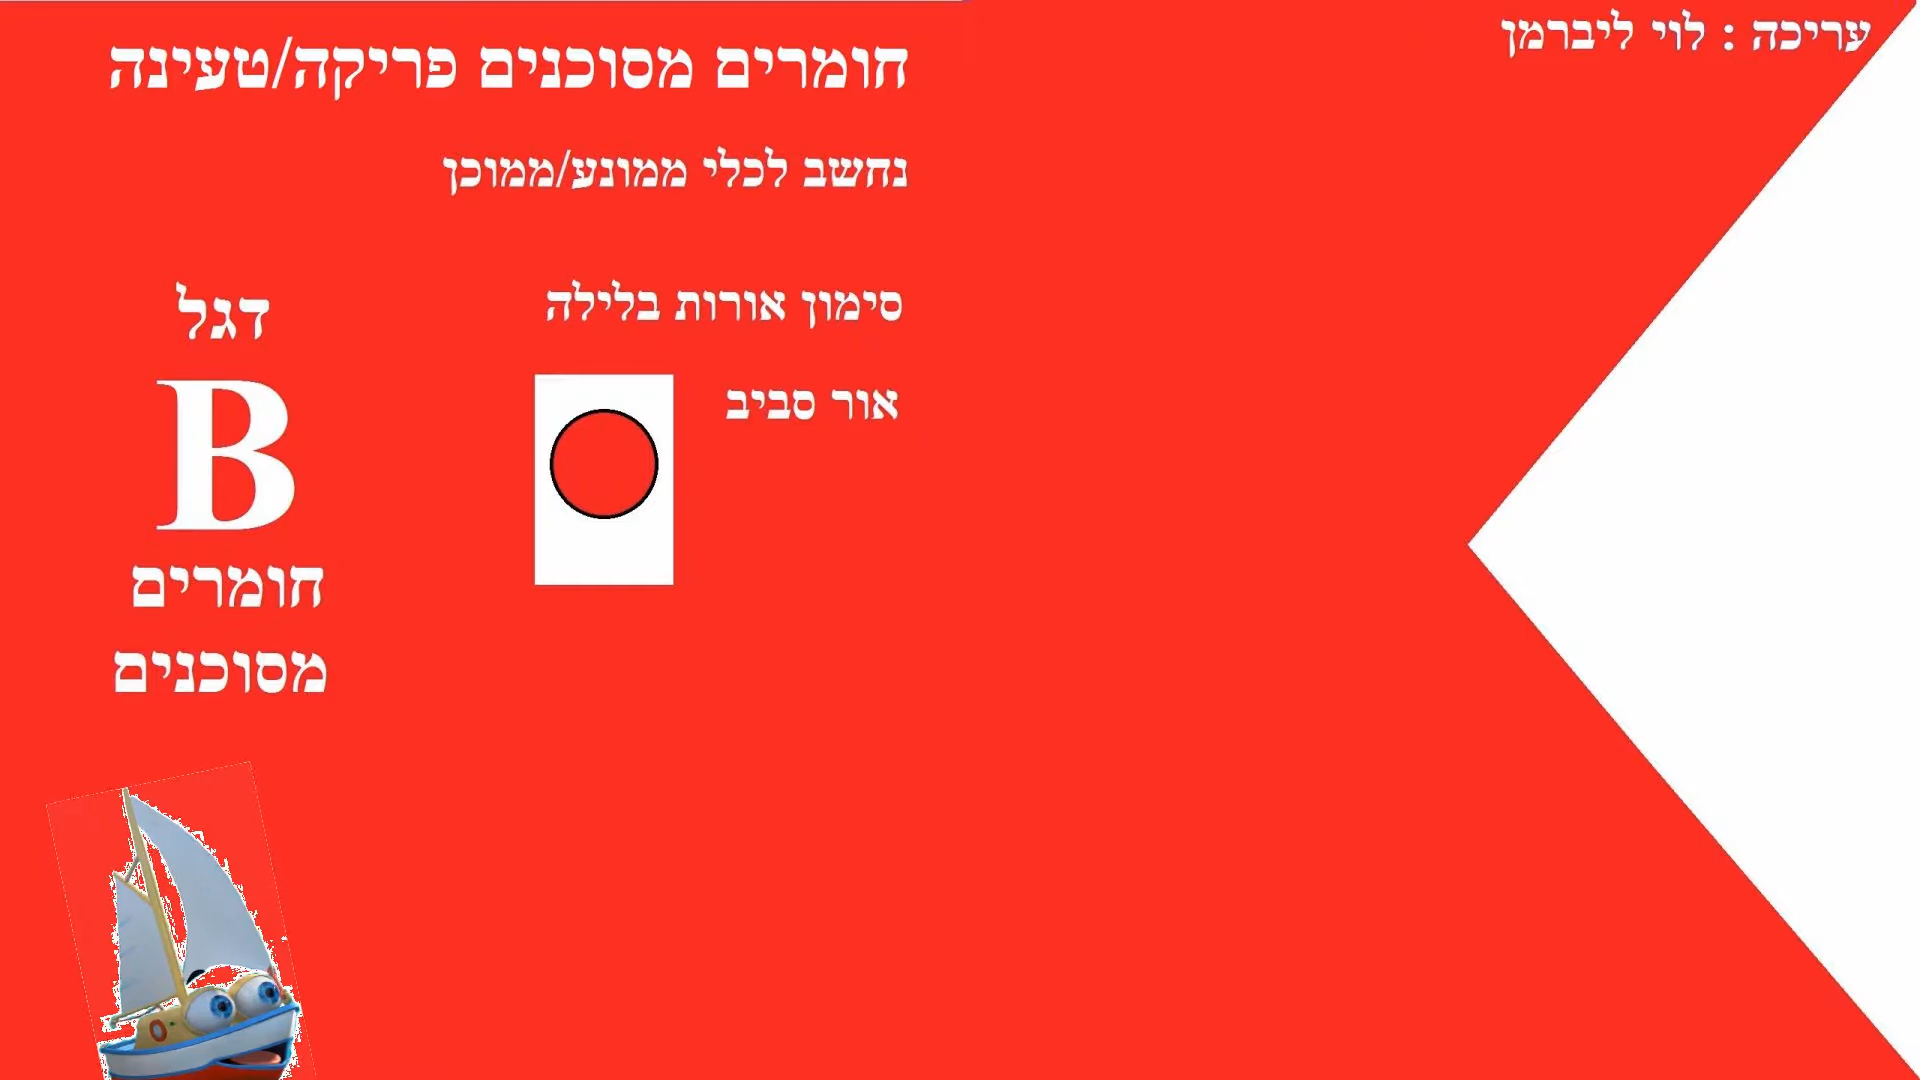 עריכה : לוי ליברמן
חומרים מסוכנים פריקה/טעינה
נחשב לכלי ממונע/ממוכן
סימון אורות בלילה
אור סביב
דגל
B
חומרים
מסוכנים